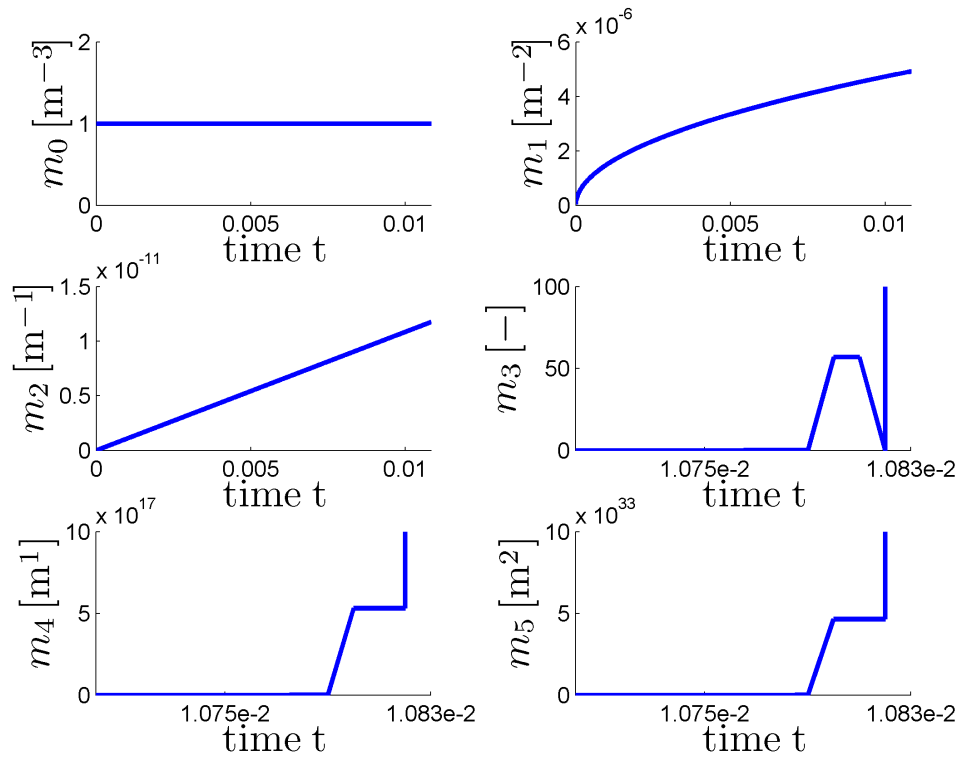 m₀ [m⁻³]
2
1
0
0 0.005 0.01
time t
x 10⁻⁶
m₁ [m⁻²]
6
4
2
0
0 0.005 0.01
time t
x 10⁻¹¹
m₂ [m⁻¹]
1.5
1
0.5
0
0 0.005 0.01
time t
m₃ [−]
100
50
0
1.075e-2 1.083e-2
time t
x 10¹⁷
m₄ [m¹]
10
5
0
1.075e-2 1.083e-2
time t
x 10³³
m₅ [m²]
10
5
0
1.075e-2 1.083e-2
time t